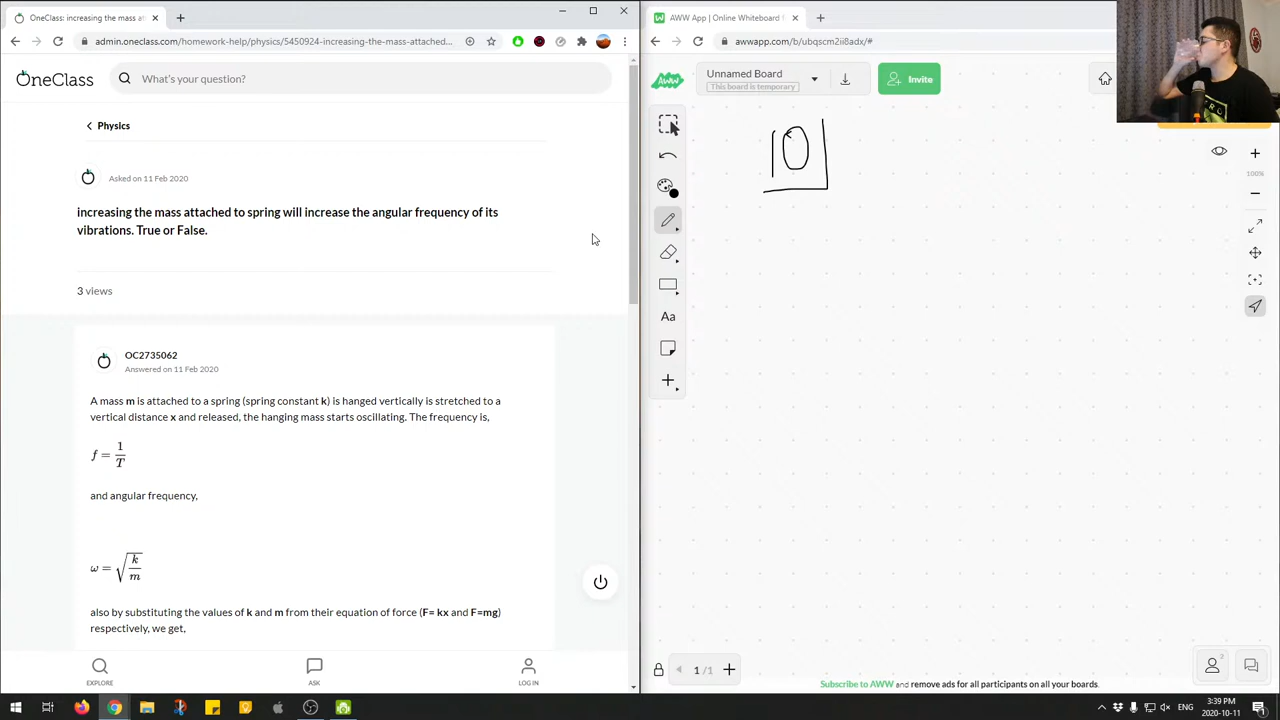 OneClass: increasing the mass at
AWW App | Online Whiteboard f
admin.oneclass.com/homework-help/physics/5450924-increasing-the-mass-attached...
awwapp.com/b/ubqscm2ii8adx/#
OneClass
What's your question?
AWW
Unnamed Board
This board is temporary
Invite
Physics
10
Asked on 11 Feb 2020
100%
increasing the mass attached to spring will increase the angular frequency of its
vibrations. True or False.
3 views
Aa
OC2735062
Answered on 11 Feb 2020
A mass m is attached to a spring (spring constant k) is hanged vertically is stretched to a
vertical distance x and released, the hanging mass starts oscillating. The frequency is,
f = 1/T
and angular frequency,
ω = √(k/m)
also by substituting the values of k and m from their equation of force (F= kx and F=mg)
respectively, we get,
EXPLORE
ASK
LOG IN
1 / 1
Subscribe to AWW and remove ads for all participants on all your boards.
ENG
3:39 PM
2020-10-11